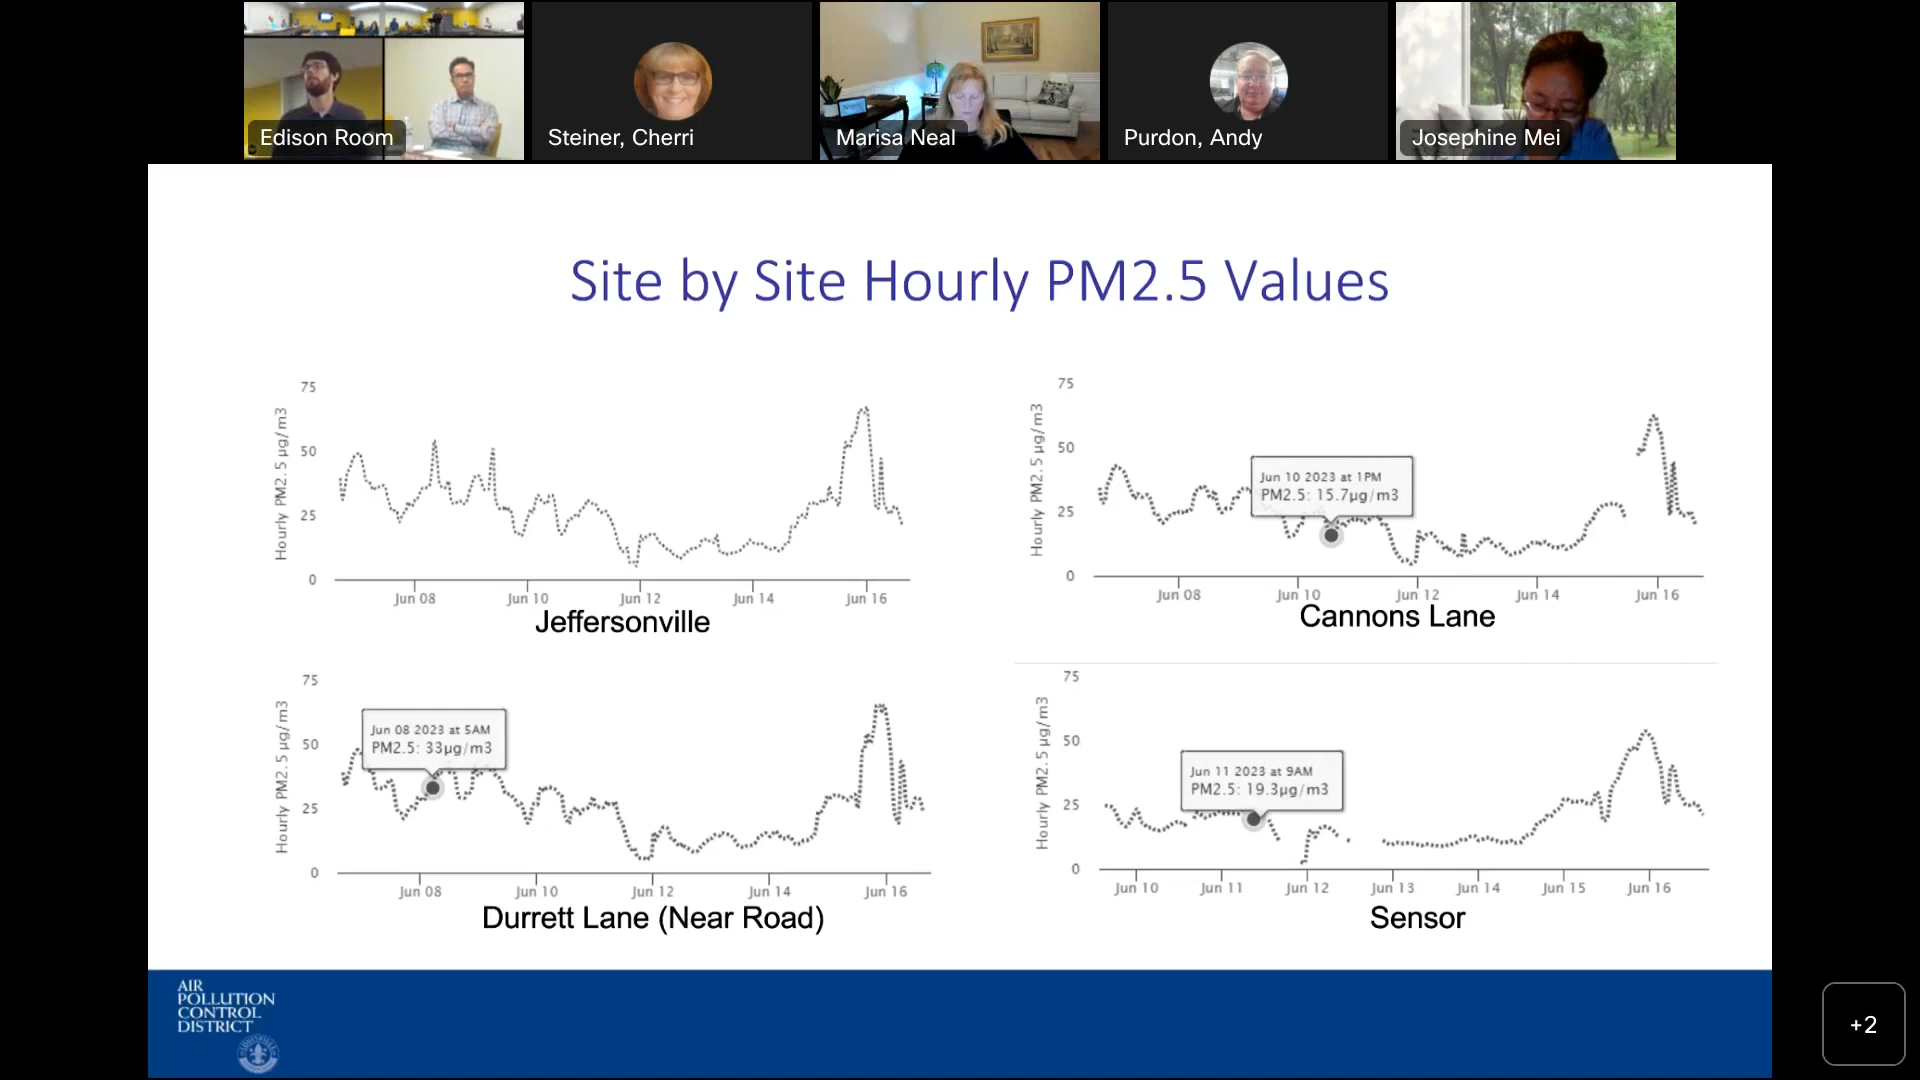 Edison Room
Steiner, Cherri
Marisa Neal
Purdon, Andy
Josephine Mei
Site by Site Hourly PM2.5 Values
75
50
25
0
Hourly PM2.5 µg/m3
Jun 08
Jun 10
Jun 12
Jun 14
Jun 16
Jeffersonville
75
50
25
0
Hourly PM2.5 µg/m3
Jun 10 2023 at 1PM
PM2.5: 15.7µg/m3
Jun 08
Jun 10
Jun 12
Jun 14
Jun 16
Cannons Lane
75
50
25
0
Hourly PM2.5 µg/m3
Jun 08 2023 at 5AM
PM2.5: 33µg/m3
Jun 08
Jun 10
Jun 12
Jun 14
Jun 16
Durrett Lane (Near Road)
75
50
25
0
Hourly PM2.5 µg/m3
Jun 11 2023 at 9AM
PM2.5: 19.3µg/m3
Jun 10
Jun 11
Jun 12
Jun 13
Jun 14
Jun 15
Jun 16
Sensor
AIR
POLLUTION
CONTROL
DISTRICT
+2